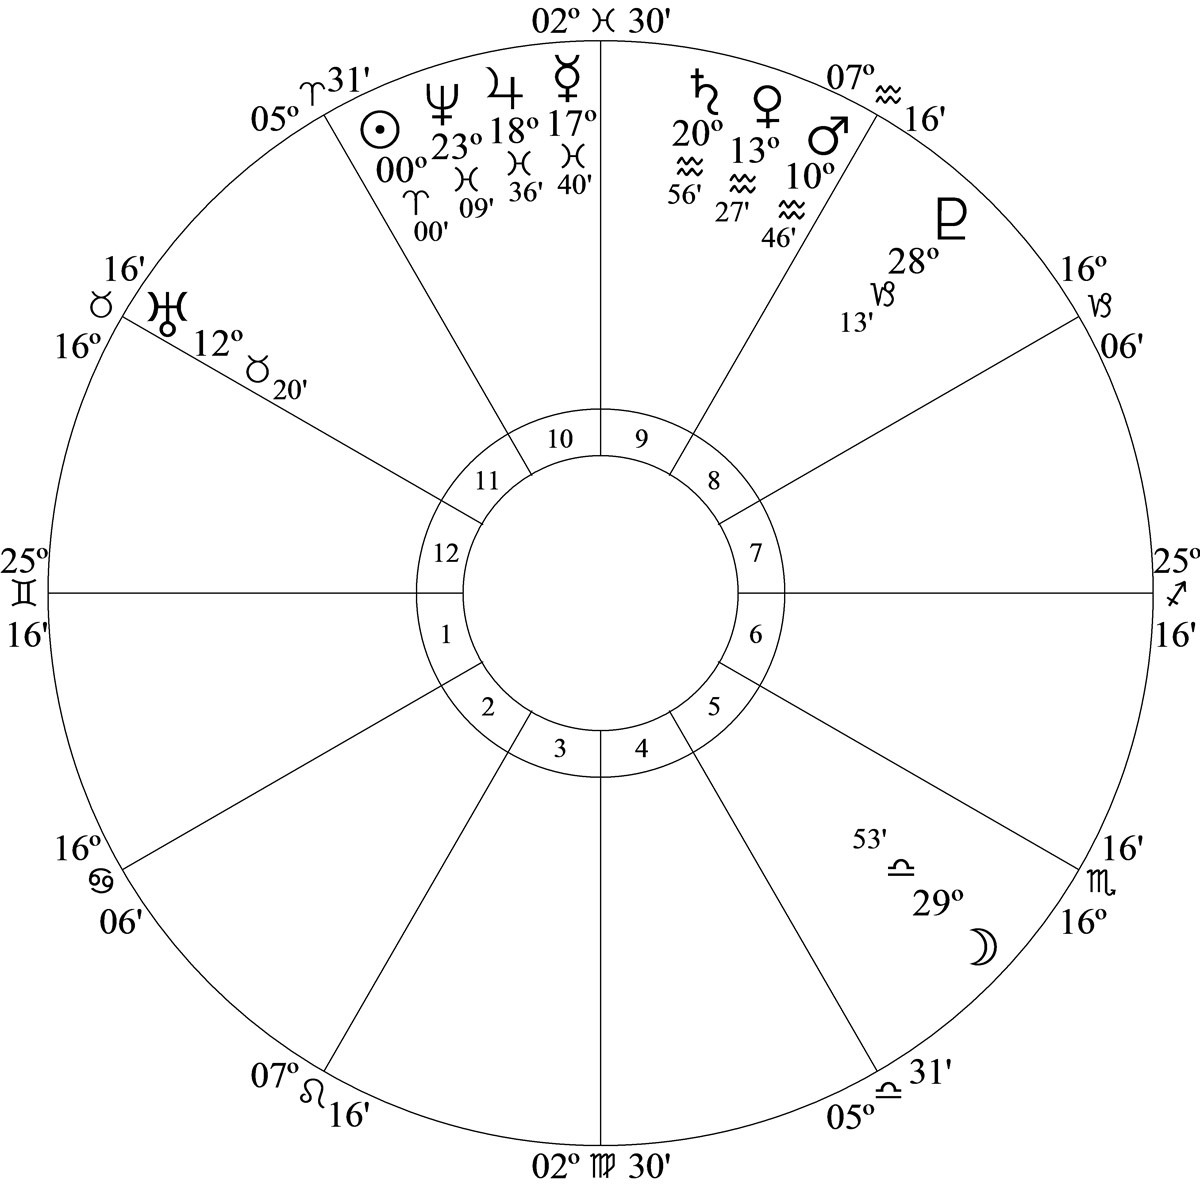 02º ♓ 30'
05º ♈ 31'
07º ♒ 16'
☉ 00º ♈ 00'
♆ 23º ♓ 09'
♃ 18º ♓ 36'
☿ 17º ♓ 40'
♄ 20º ♒ 56'
♀ 13º ♒ 27'
♂ 10º ♒ 46'
♇ 28º ♑ 13'
16º ♑ 06'
16' ♉ 16º
♅ 12º ♉ 20'
10
9
11
8
12
7
25º ♊ 16'
25º ♐ 16'
1
6
2
5
3
4
16º ♋ 06'
53' ♎ 29º ☽
16' ♏ 16º
07º ♌ 16'
05º ♎ 31'
02º ♍ 30'